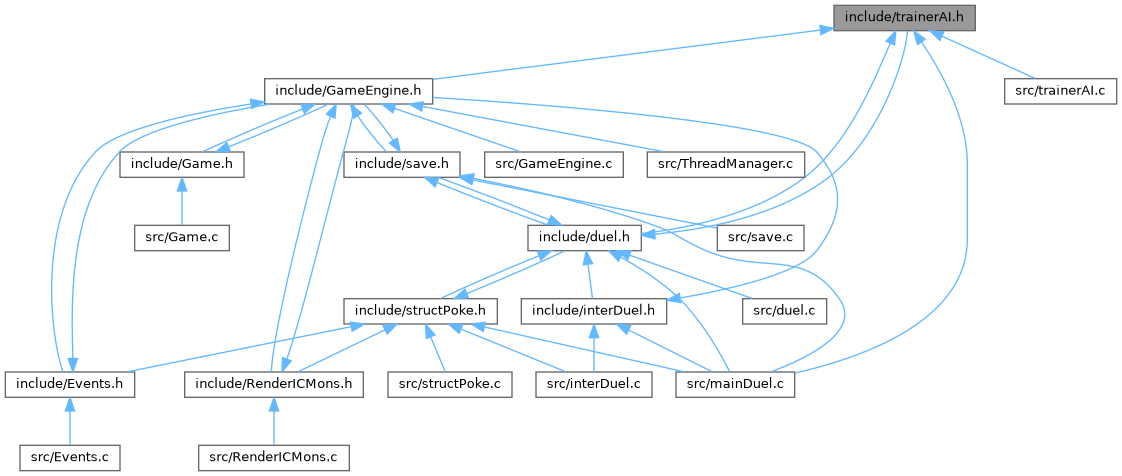 include/trainerAI.h
include/GameEngine.h
src/trainerAI.c
include/Game.h
include/save.h
src/GameEngine.c
src/ThreadManager.c
src/Game.c
include/duel.h
src/save.c
include/structPoke.h
include/interDuel.h
src/duel.c
include/Events.h
include/RenderICMons.h
src/structPoke.c
src/interDuel.c
src/mainDuel.c
src/Events.c
src/RenderICMons.c